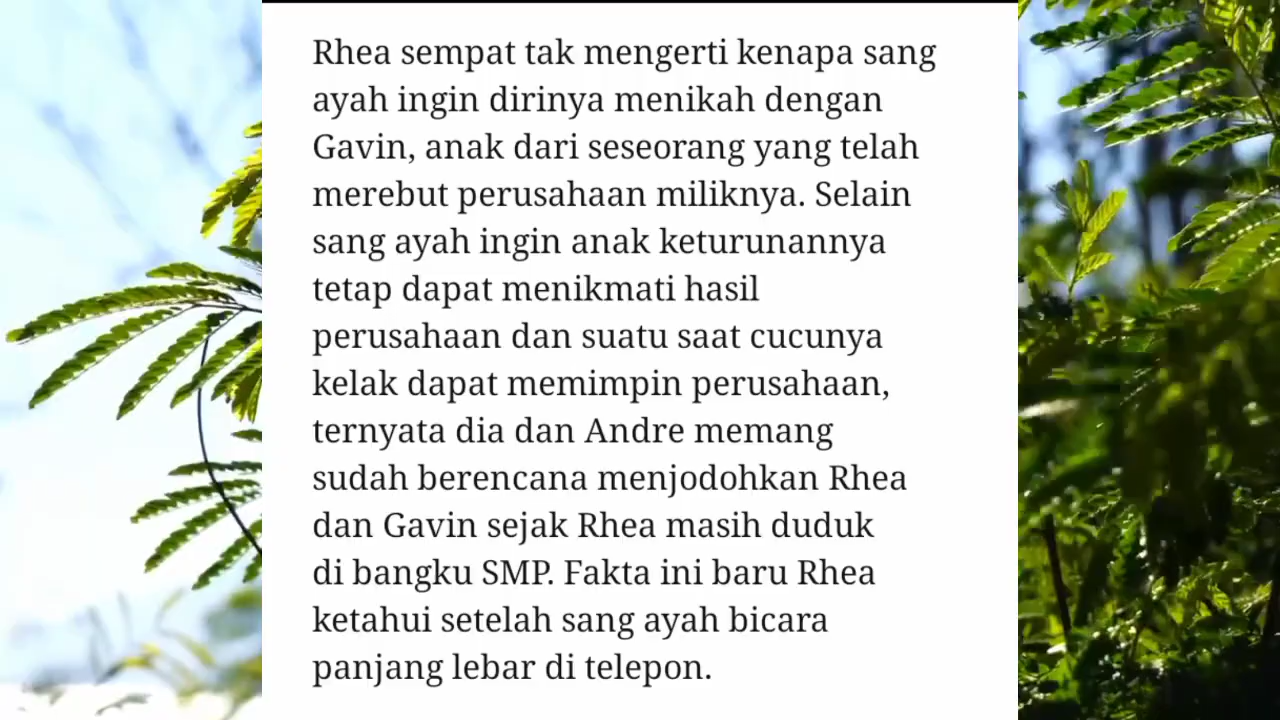 Rhea sempat tak mengerti kenapa sang
ayah ingin dirinya menikah dengan
Gavin, anak dari seseorang yang telah
merebut perusahaan miliknya. Selain
sang ayah ingin anak keturunannya
tetap dapat menikmati hasil
perusahaan dan suatu saat cucunya
kelak dapat memimpin perusahaan,
ternyata dia dan Andre memang
sudah berencana menjodohkan Rhea
dan Gavin sejak Rhea masih duduk
di bangku SMP. Fakta ini baru Rhea
ketahui setelah sang ayah bicara
panjang lebar di telepon.